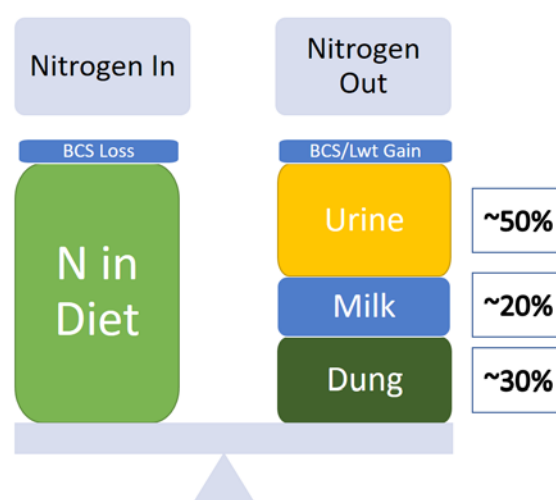 Nitrogen In
Nitrogen
Out
BCS Loss
BCS/Lwt Gain
N in
Diet
Urine
~50%
Milk
~20%
Dung
~30%